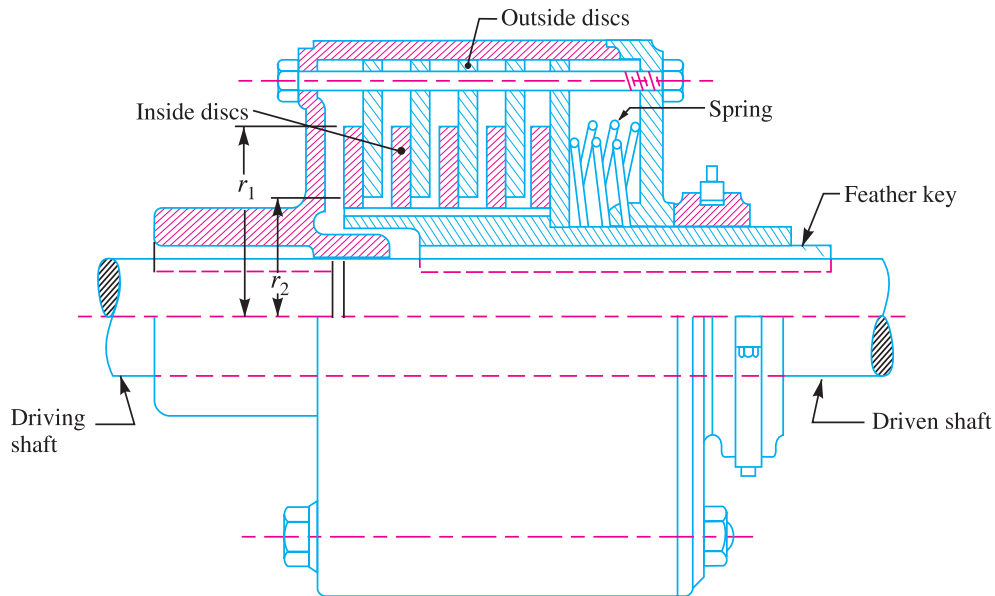 Outside discs
Inside discs
Spring
r1
Feather key
r2
Driving
shaft
Driven shaft